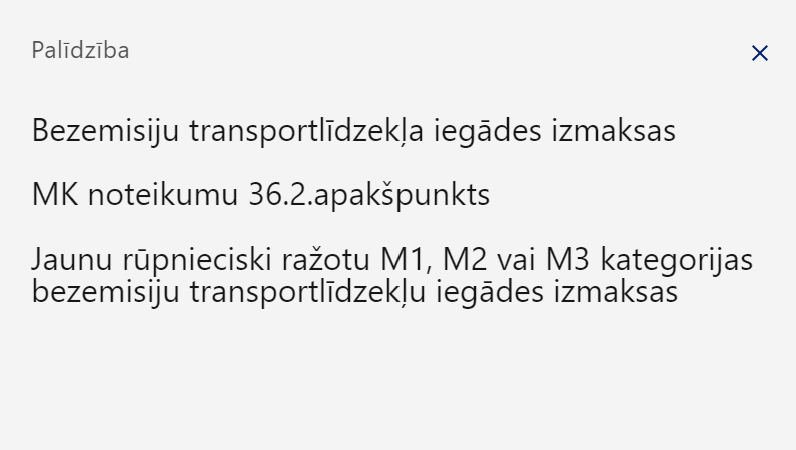 Palīdzība
Bezemisiju transportlīdzekļa iegādes izmaksas
MK noteikumu 36.2.apakšpunkts
Jaunu rūpnieciski ražotu M1, M2 vai M3 kategorijas
bezemisiju transportlīdzekļu iegādes izmaksas